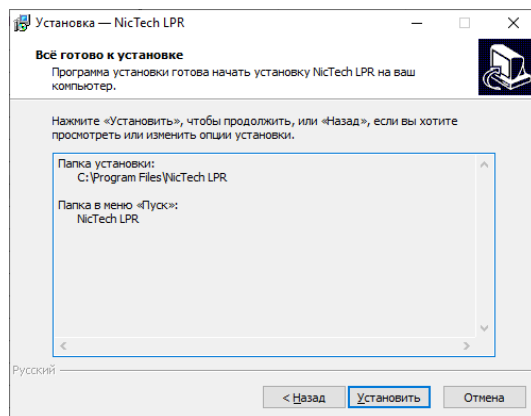 Установка — NicTech LPR
Всё готово к установке
Программа установки готова начать установку NicTech LPR на ваш
компьютер.
Нажмите «Установить», чтобы продолжить, или «Назад», если вы хотите
просмотреть или изменить опции установки.
Папка установки:
C:\Program Files\NicTech LPR
Папка в меню «Пуск»:
NicTech LPR
Русский
< Назад
Установить
Отмена